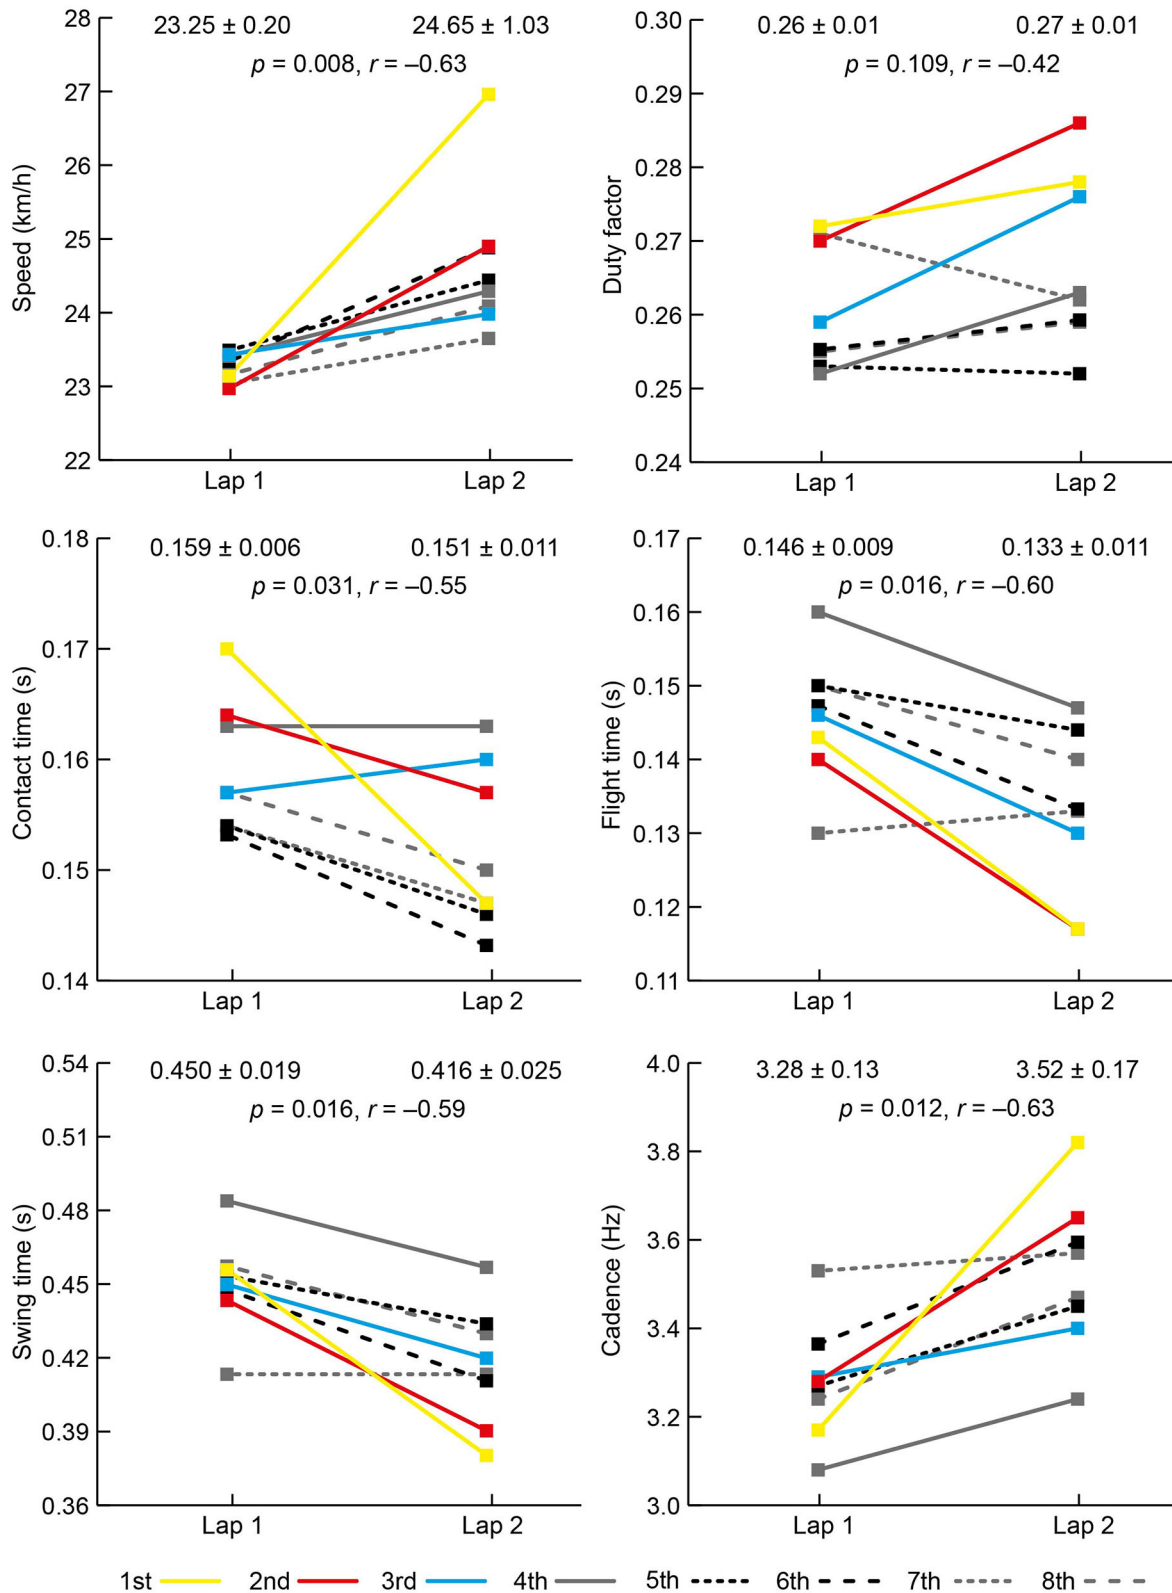 23.25 ± 0.20 24.65 ± 1.03
p = 0.008, r = –0.63
Speed (km/h)
28
27
26
25
24
23
22
Lap 1 Lap 2
0.26 ± 0.01 0.27 ± 0.01
p = 0.109, r = –0.42
Duty factor
0.30
0.29
0.28
0.27
0.26
0.25
0.24
Lap 1 Lap 2
0.159 ± 0.006 0.151 ± 0.011
p = 0.031, r = –0.55
Contact time (s)
0.18
0.17
0.16
0.15
0.14
Lap 1 Lap 2
0.146 ± 0.009 0.133 ± 0.011
p = 0.016, r = –0.60
Flight time (s)
0.17
0.16
0.15
0.14
0.13
0.12
0.11
Lap 1 Lap 2
0.450 ± 0.019 0.416 ± 0.025
p = 0.016, r = –0.59
Swing time (s)
0.54
0.51
0.48
0.45
0.42
0.39
0.36
Lap 1 Lap 2
3.28 ± 0.13 3.52 ± 0.17
p = 0.012, r = –0.63
Cadence (Hz)
4.0
3.8
3.6
3.4
3.2
3.0
Lap 1 Lap 2
1st 2nd 3rd 4th 5th 6th 7th 8th